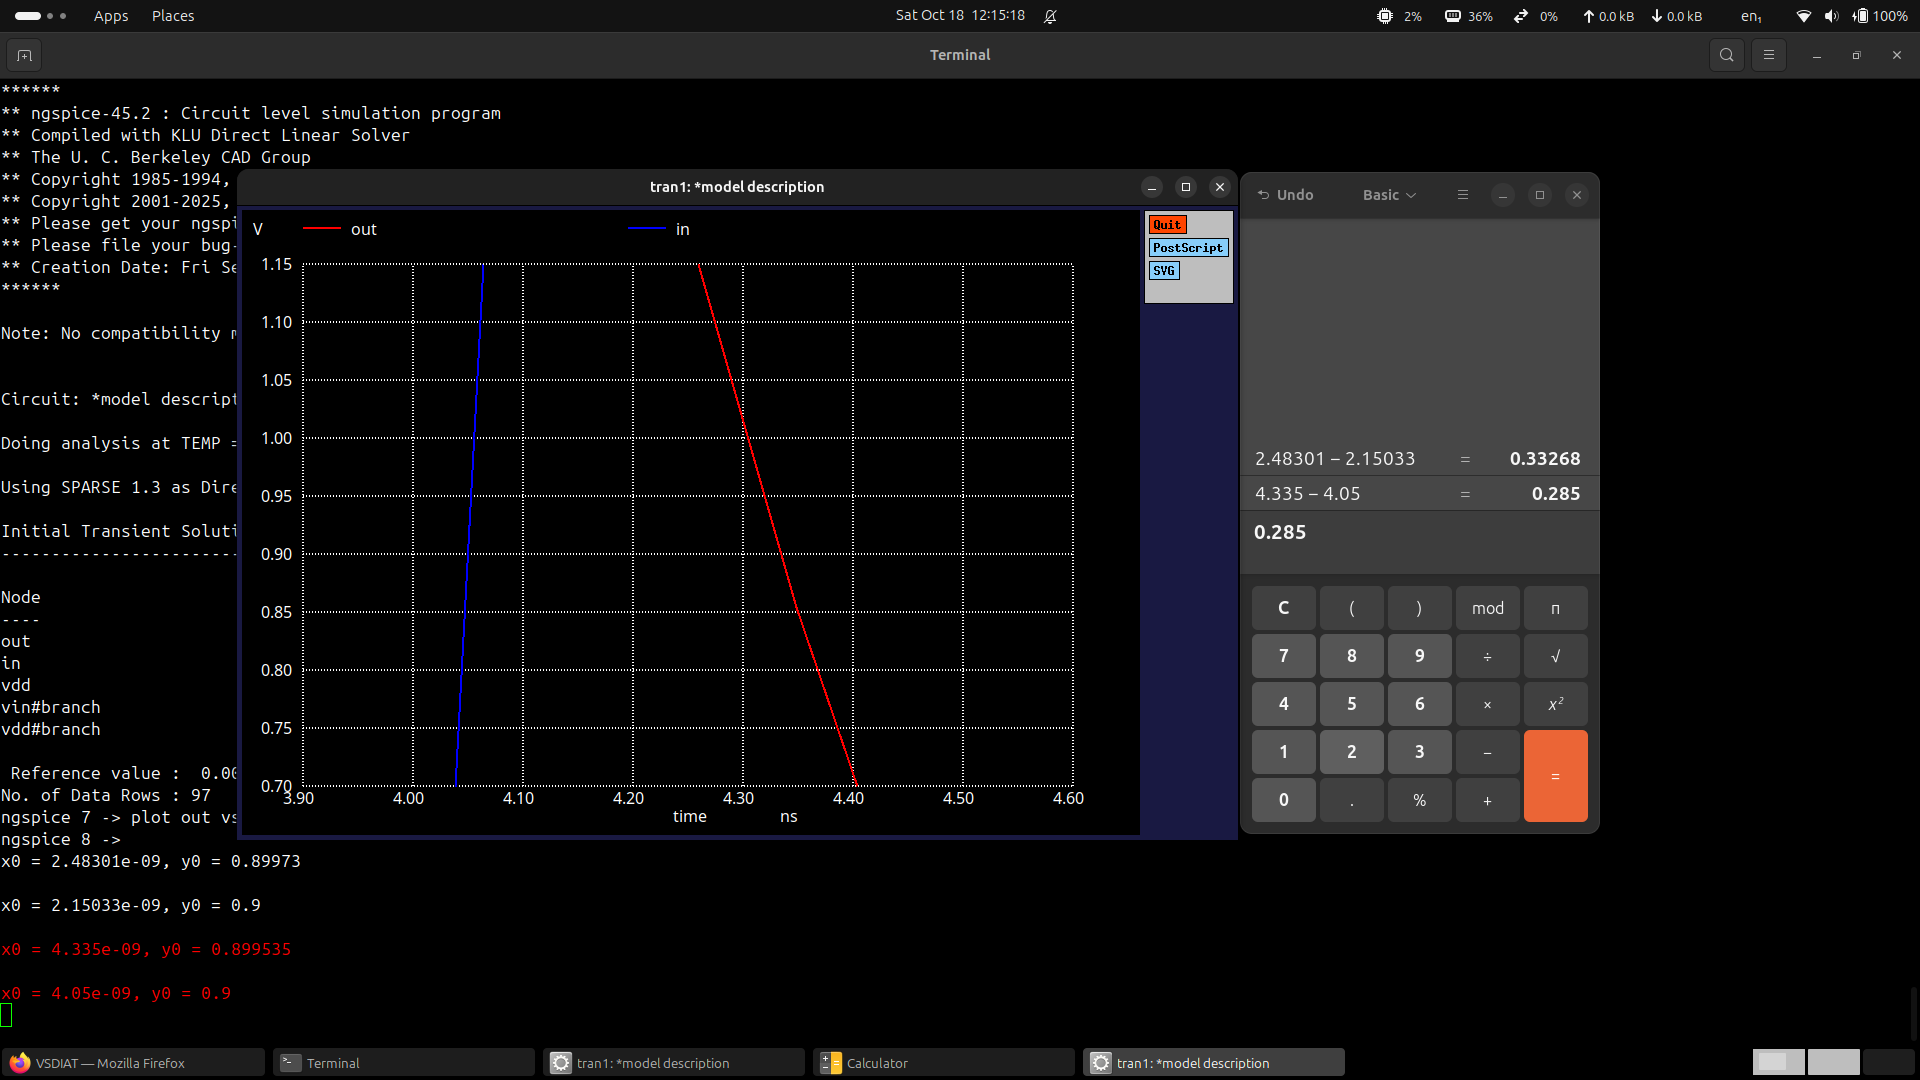 Apps Places
Sat Oct 18 12:15:18
2% 36% 0% 0.0 kB 0.0 kB en₁ 100%
Terminal
******
** ngspice-45.2 : Circuit level simulation program
** Compiled with KLU Direct Linear Solver
** The U. C. Berkeley CAD Group
** Copyright 1985-1994,
** Copyright 2001-2025,
** Please get your ngspi
** Please file your bug-
** Creation Date: Fri Se
******
Note: No compatibility m
Circuit: *model descript
Doing analysis at TEMP =
Using SPARSE 1.3 as Dire
Initial Transient Soluti
------------------------
Node
----
out
in
vdd
vin#branch
vdd#branch
Reference value : 0.00
No. of Data Rows : 97
ngspice 7 -> plot out vs
ngspice 8 ->
x0 = 2.48301e-09, y0 = 0.89973
x0 = 2.15033e-09, y0 = 0.9
x0 = 4.335e-09, y0 = 0.899535
x0 = 4.05e-09, y0 = 0.9
tran1: *model description
V out in
Quit
PostScript
SVG
1.15
1.10
1.05
1.00
0.95
0.90
0.85
0.80
0.75
0.70
3.90 4.00 4.10 4.20 4.30 4.40 4.50 4.60
time ns
Undo Basic
2.48301 – 2.15033 = 0.33268
4.335 – 4.05 = 0.285
0.285
C ( ) mod π
7 8 9 ÷ √
4 5 6 × x²
1 2 3 − =
0 . % +
VSDIAT — Mozilla Firefox
Terminal
tran1: *model description
Calculator
tran1: *model description